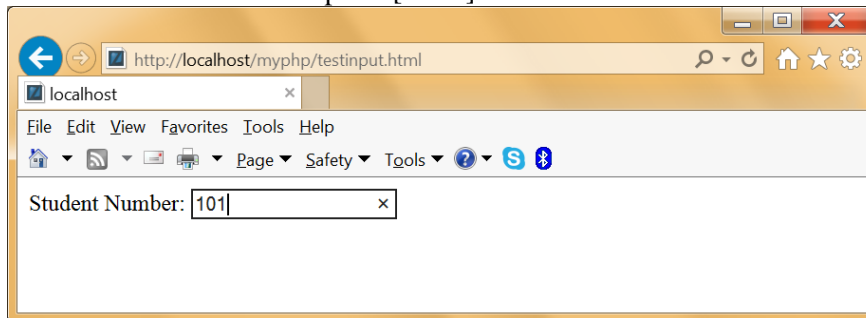 http://localhost/myphp/testinput.html
localhost
File Edit View Favorites Tools Help
Page Safety Tools
Student Number: 101